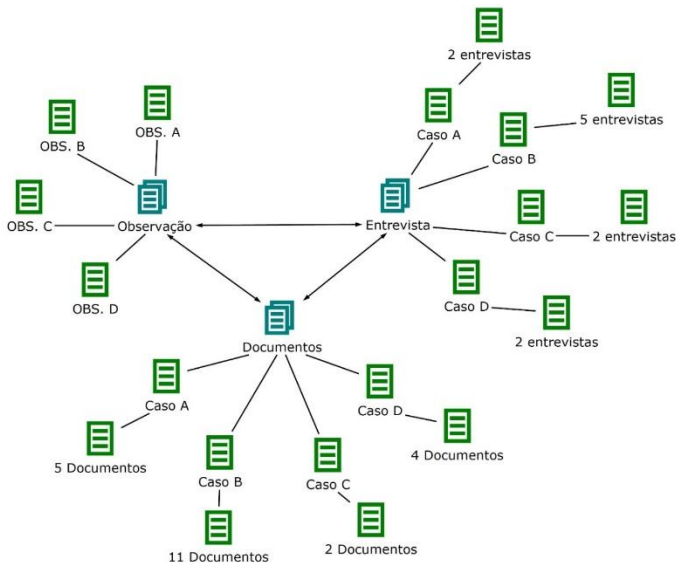 2 entrevistas
Caso A
5 entrevistas
Caso B
OBS. A
OBS. B
OBS. C
Observação
OBS. D
Entrevista
Caso C
2 entrevistas
Caso D
2 entrevistas
Documentos
Caso A
5 Documentos
Caso B
11 Documentos
Caso C
2 Documentos
Caso D
4 Documentos